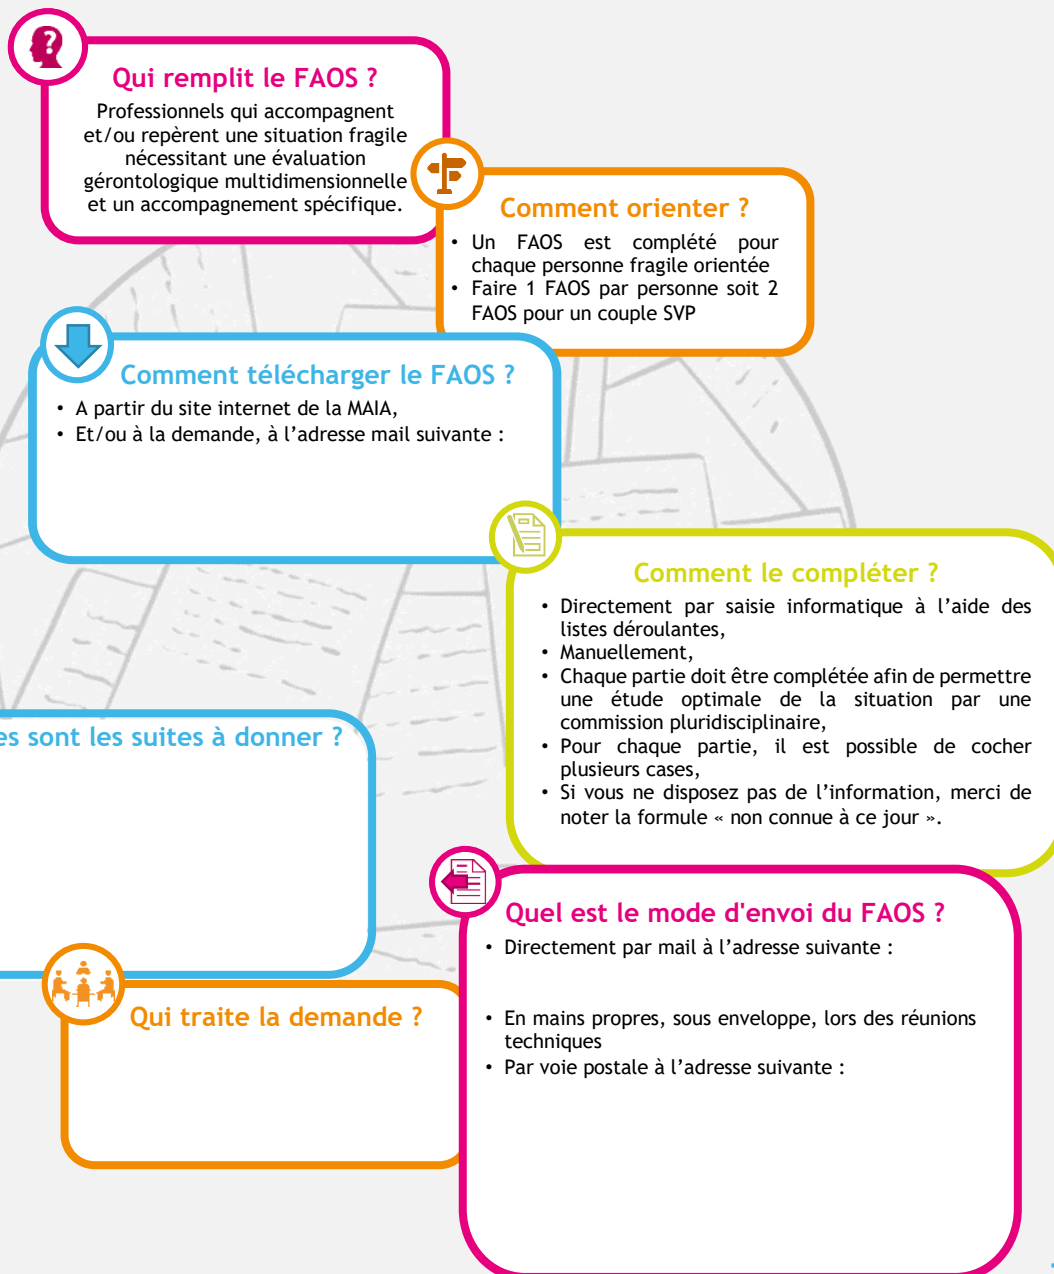 Qui remplit le FAOS ?
Professionnels qui accompagnent
et/ou repèrent une situation fragile
nécessitant une évaluation
gérontologique multidimensionnelle
et un accompagnement spécifique.
Comment orienter ?
• Un FAOS est complété pour
chaque personne fragile orientée
• Faire 1 FAOS par personne soit 2
FAOS pour un couple SVP
Comment télécharger le FAOS ?
• A partir du site internet de la MAIA,
• Et/ou à la demande, à l’adresse mail suivante :
Comment le compléter ?
• Directement par saisie informatique à l’aide des
listes déroulantes,
• Manuellement,
• Chaque partie doit être complétée afin de permettre
une étude optimale de la situation par une
commission pluridisciplinaire,
• Pour chaque partie, il est possible de cocher
plusieurs cases,
• Si vous ne disposez pas de l’information, merci de
noter la formule « non connue à ce jour ».
es sont les suites à donner ?
Quel est le mode d'envoi du FAOS ?
• Directement par mail à l’adresse suivante :
• En mains propres, sous enveloppe, lors des réunions
techniques
• Par voie postale à l’adresse suivante :
Qui traite la demande ?